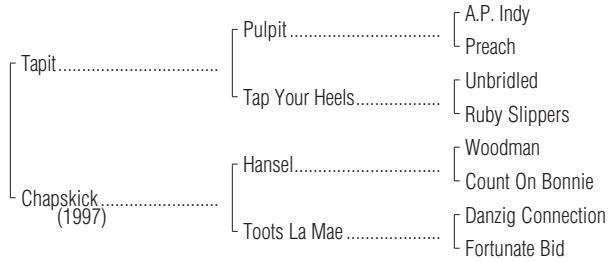 A.P. Indy
Pulpit
Preach
Tapit
Unbridled
Tap Your Heels
Ruby Slippers
Woodman
Hansel
Count On Bonnie
Chapskick
(1997)
Danzig Connection
Toots La Mae
Fortunate Bid